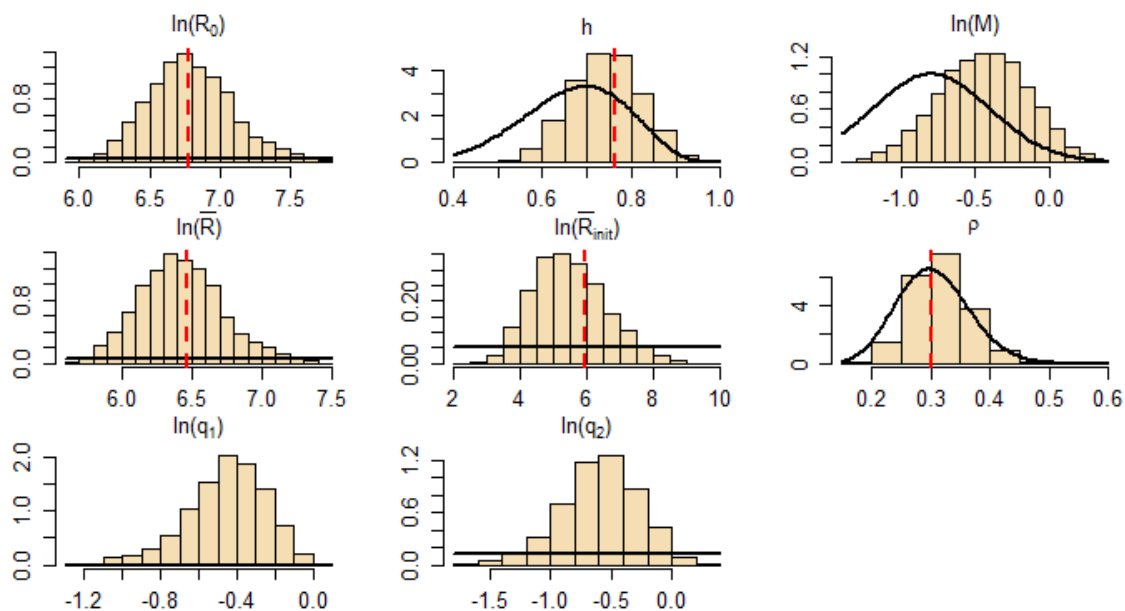 ln(R₀) h ln(M)
0.0 0.8
6.0 6.5 7.0 7.5
0 2 4
0.4 0.6 0.8 1.0
0.0 0.6 1.2
-1.0 -0.5 0.0
ln(R̅) ln(R̅init) ρ
0.0 0.8
6.0 6.5 7.0 7.5
0.00 0.20
2 4 6 8 10
0 4
0.2 0.3 0.4 0.5 0.6
ln(q₁) ln(q₂)
0.0 1.0 2.0
-1.2 -0.8 -0.4 0.0
0.0 0.6 1.2
-1.5 -1.0 -0.5 0.0